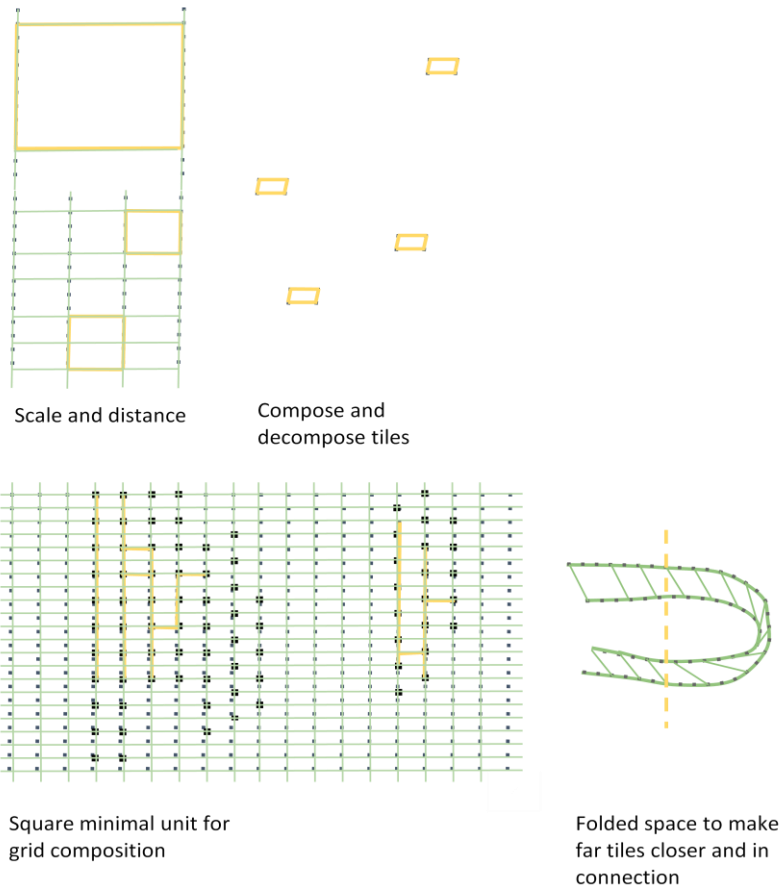 Scale and distance
Compose and
decompose tiles
Square minimal unit for
grid composition
Folded space to make
far tiles closer and in
connection